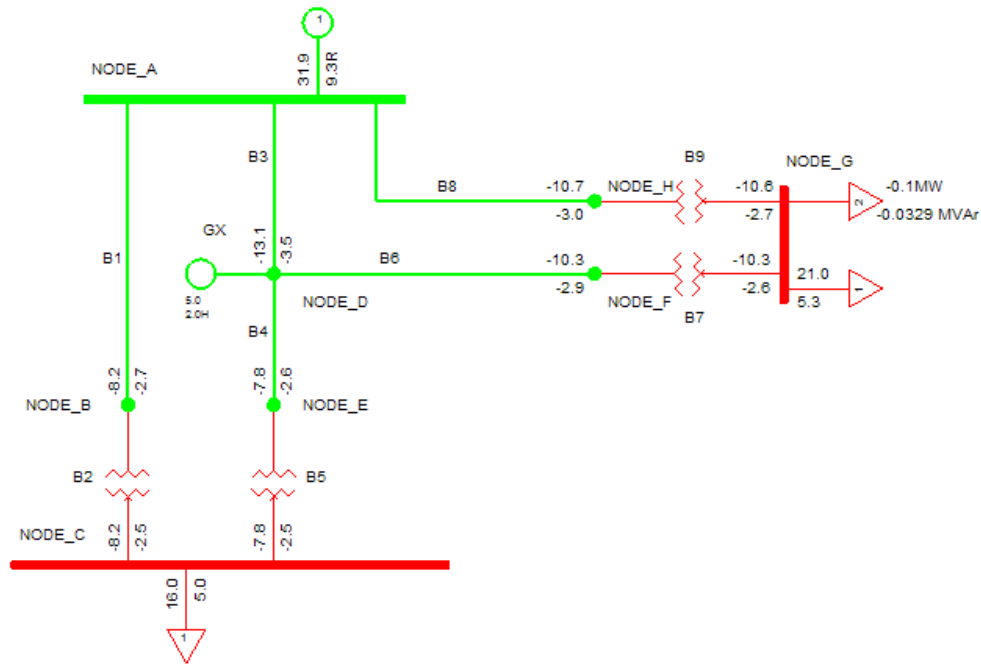 1
31.9
9.3R
NODE_A
B3
B9
NODE_G
B8
-10.7
NODE_H
-10.6
-0.1MW
-3.0
-2.7
2
-0.0329 MVAr
GX
-13.1
-3.5
B1
B6
-10.3
-10.3
21.0
-2.9
-2.6
1
5.0
2.0H
NODE_D
NODE_F
B7
5.3
B4
-8.2
-2.7
-7.8
-2.6
NODE_B
NODE_E
B2
B5
NODE_C
-8.2
-2.5
-7.8
-2.5
16.0
5.0
1